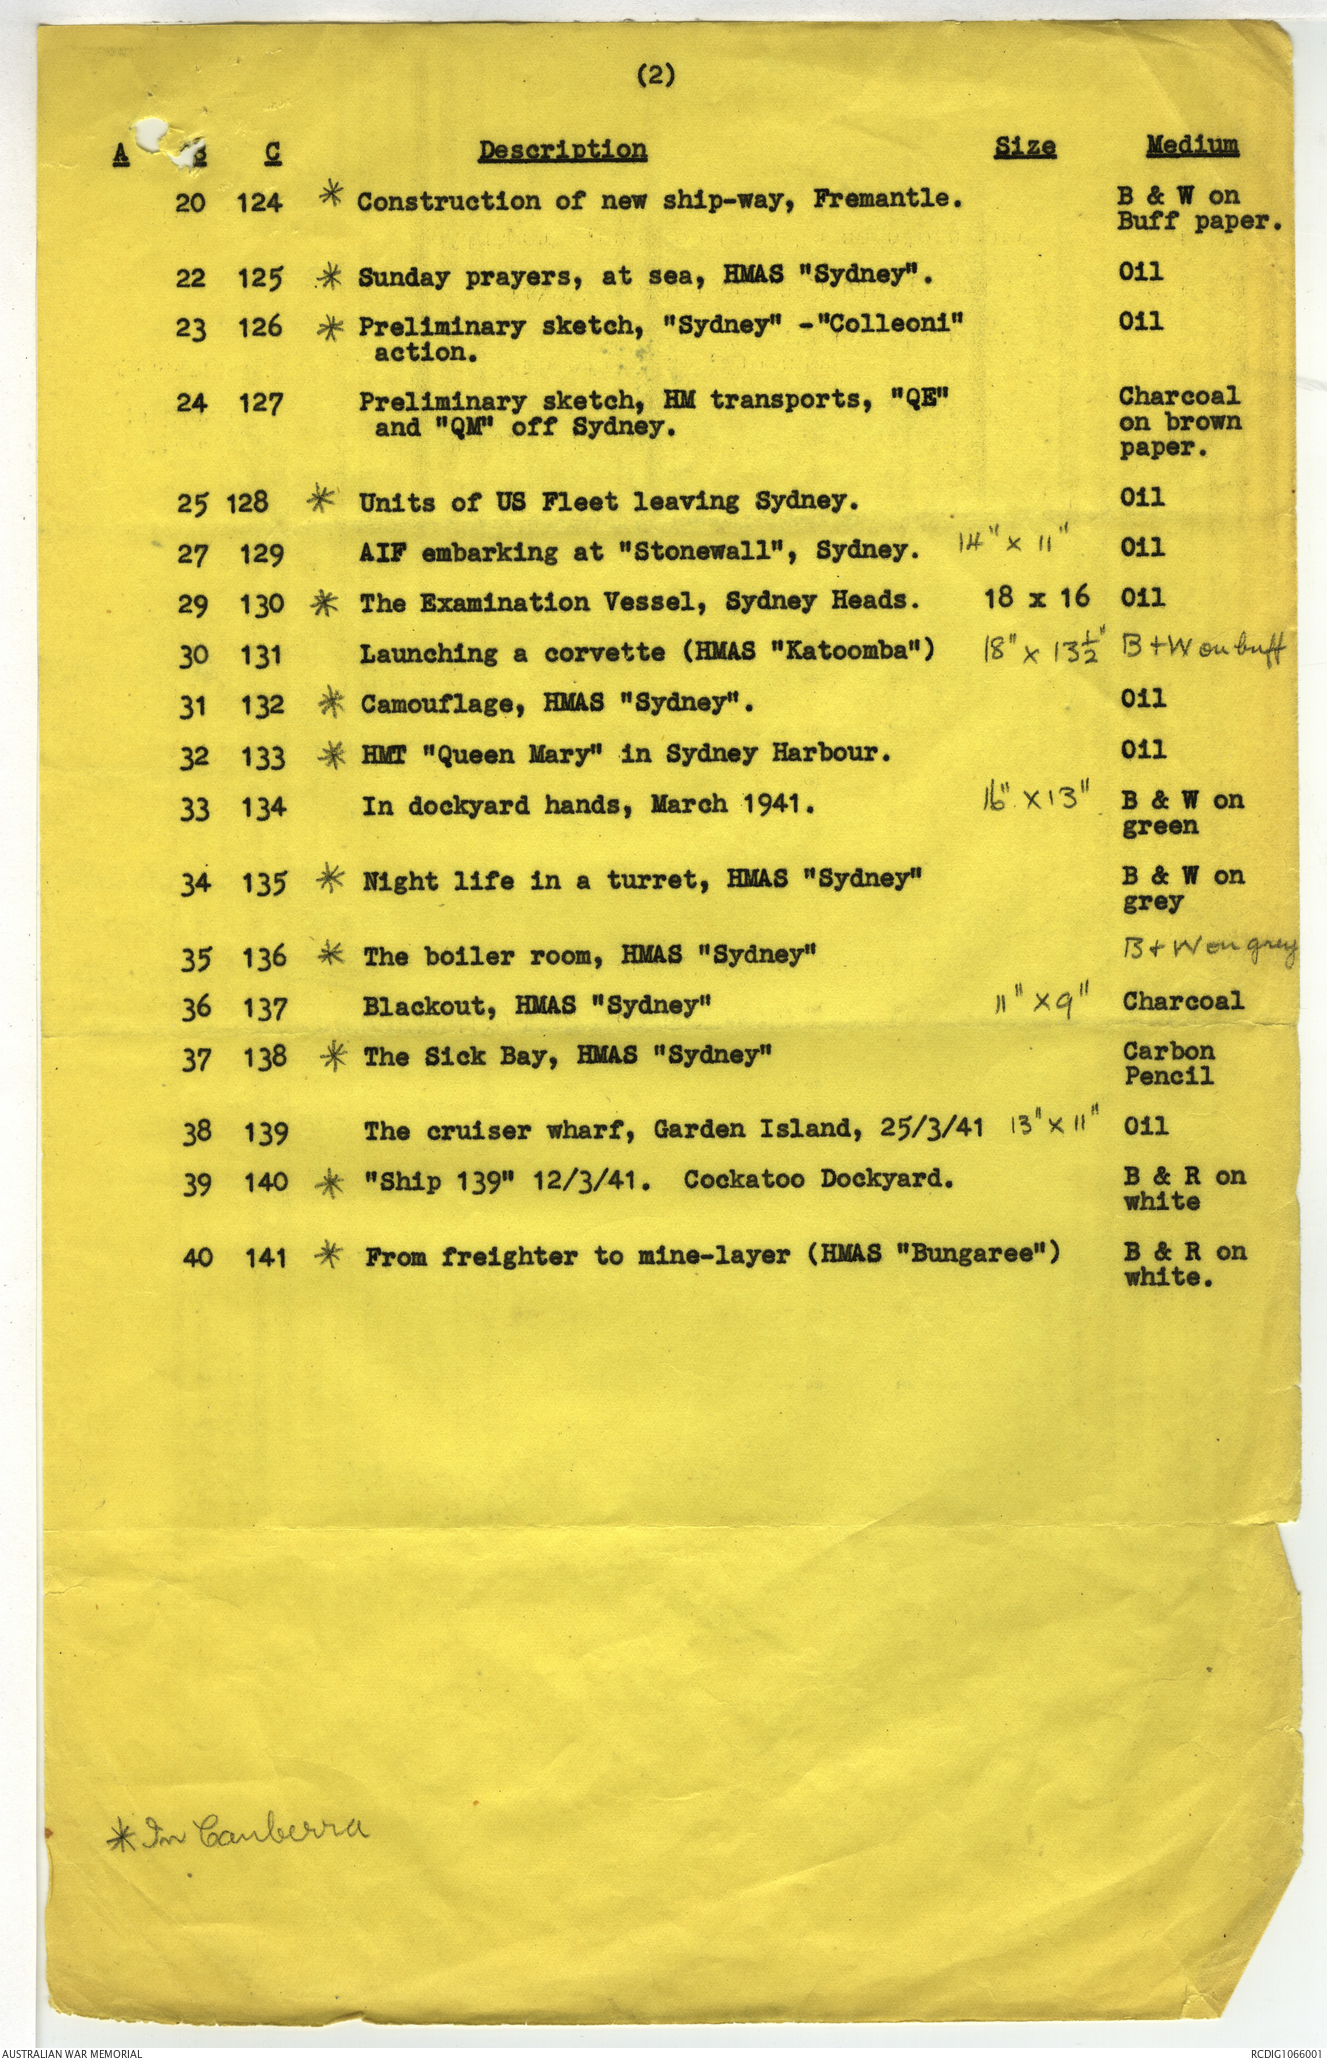 (2)
A B C Description Size Medium
20 124 * Construction of new ship-way, Fremantle. B & W on
Buff paper.
22 125 * Sunday prayers, at sea, HMAS "Sydney". Oil
23 126 * Preliminary sketch, "Sydney" -"Colleoni" Oil
action.
24 127 Preliminary sketch, HM transports, "QE" Charcoal
and "QM" off Sydney. on brown
paper.
25 128 * Units of US Fleet leaving Sydney. Oil
27 129 AIF embarking at "Stonewall", Sydney. 14" x 11" Oil
29 130 * The Examination Vessel, Sydney Heads. 18 x 16 Oil
30 131 Launching a corvette (HMAS "Katoomba") 18" x 13½" B + W on buff
31 132 * Camouflage, HMAS "Sydney". Oil
32 133 * HMT "Queen Mary" in Sydney Harbour. Oil
33 134 In dockyard hands, March 1941. 16" x 13" B & W on
green
34 135 * Night life in a turret, HMAS "Sydney" B & W on
grey
35 136 * The boiler room, HMAS "Sydney" B + W on grey
36 137 Blackout, HMAS "Sydney" 11" x 9" Charcoal
37 138 * The Sick Bay, HMAS "Sydney" Carbon
Pencil
38 139 The cruiser wharf, Garden Island, 25/3/41 13" x 11" Oil
39 140 * "Ship 139" 12/3/41. Cockatoo Dockyard. B & R on
white
40 141 * From freighter to mine-layer (HMAS "Bungaree") B & R on
white.
* In Canberra
AUSTRALIAN WAR MEMORIAL RCDIG1066001